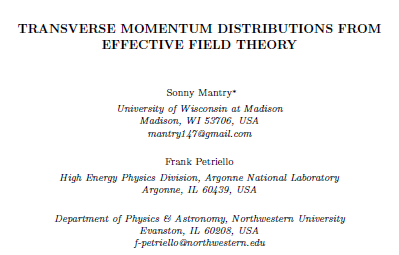 TRANSVERSE MOMENTUM DISTRIBUTIONS FROM
EFFECTIVE FIELD THEORY
Sonny Mantry*
University of Wisconsin at Madison
Madison, WI 53706, USA
mantry147@gmail.com
Frank Petriello
High Energy Physics Division, Argonne National Laboratory
Argonne, IL 60439, USA
Department of Physics & Astronomy, Northwestern University
Evanston, IL 60208, USA
f-petriello@northwestern.edu